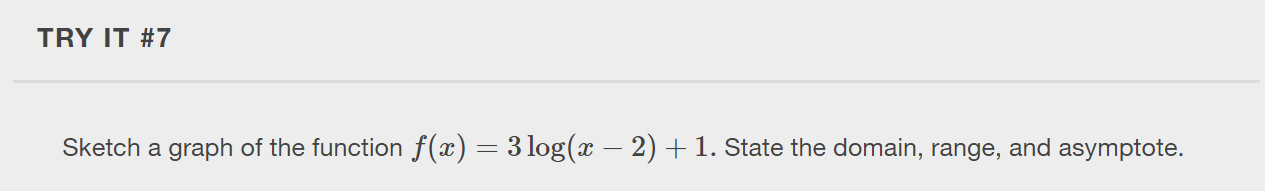 TRY IT #7
Sketch a graph of the function f(x) = 3 log(x − 2) + 1. State the domain, range, and asymptote.